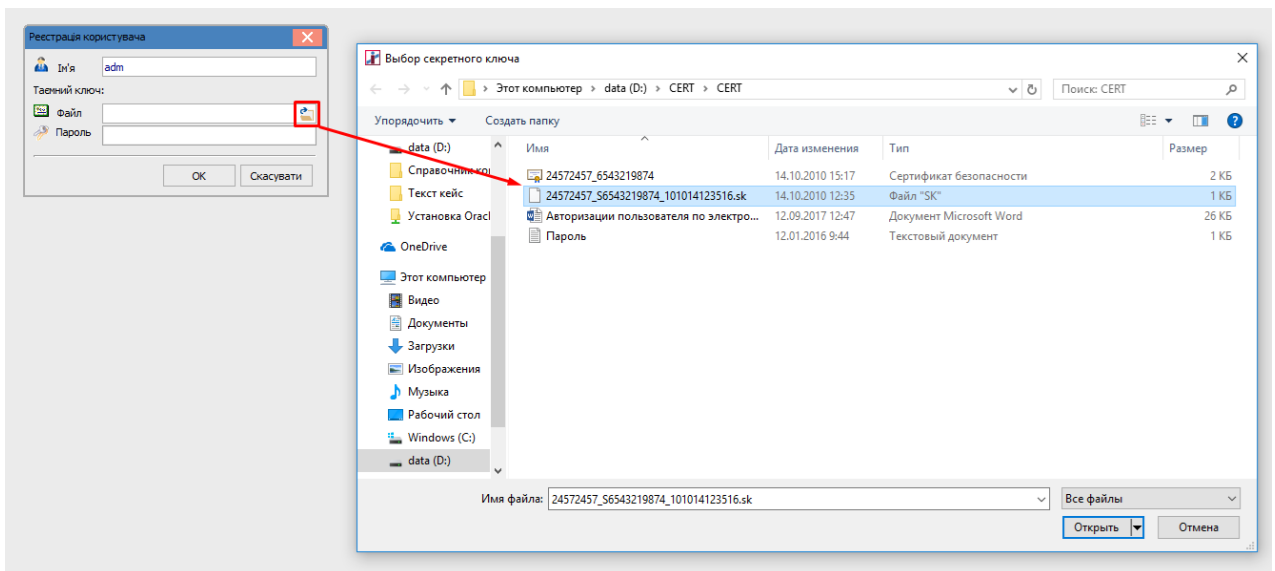 Реєстрація користувача
Ім'я adm
Таємний ключ:
Файл
Пароль
OK Скасувати
Выбор секретного ключа
Этот компьютер › data (D:) › CERT › CERT
Поиск: CERT
Упорядочить Создать папку
Имя Дата изменения Тип Размер
24572457_6543219874 14.10.2010 15:17 Сертификат безопасности 2 КБ
24572457_S6543219874_101014123516.sk 14.10.2010 12:35 Файл "SK" 1 КБ
Авторизации пользователя по электро... 12.09.2017 12:47 Документ Microsoft Word 26 КБ
Пароль 12.01.2016 9:44 Текстовый документ 1 КБ
data (D:)
Справочник ко
Текст кейс
Установка Oracl
OneDrive
Этот компьютер
Видео
Документы
Загрузки
Изображения
Музыка
Рабочий стол
Windows (C:)
data (D:)
Имя файла: 24572457_S6543219874_101014123516.sk Все файлы
Открыть Отмена